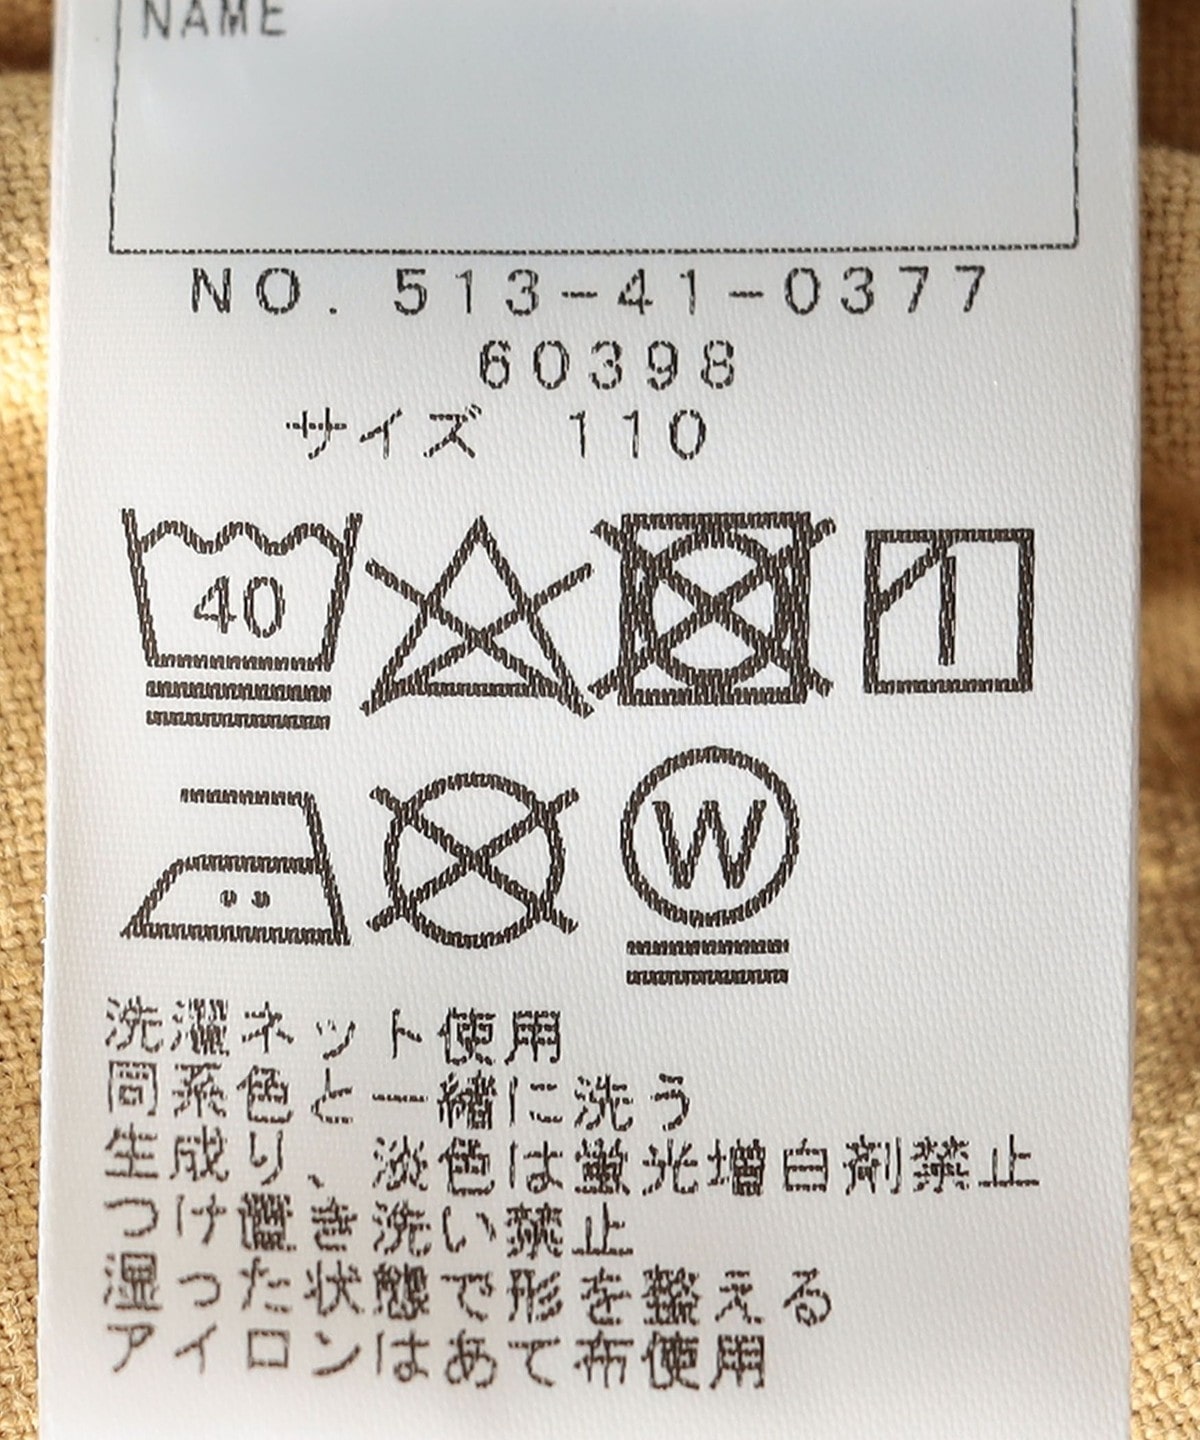 NAME
NO. 513-41-0377
60398
サイズ 110
40
W
洗濯ネット使用
同系色と一緒に洗う
生成り、淡色は蛍光増白剤禁止
つけ置き洗い禁止
湿った状態で形を整える
アイロンはあて布使用